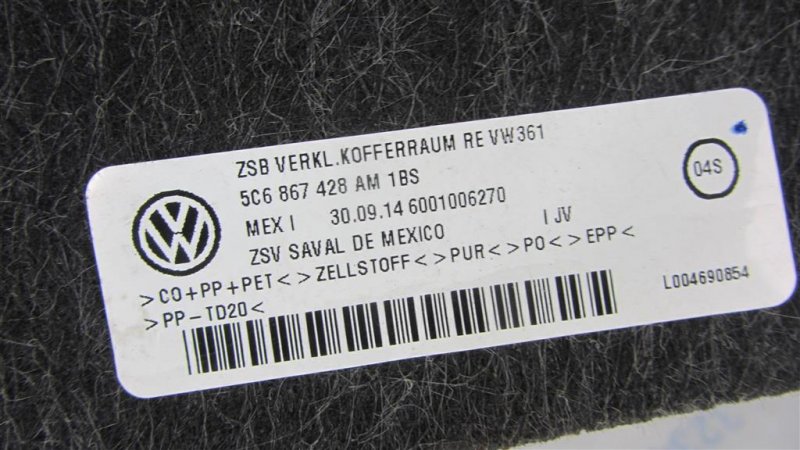 ZSB VERKL.KOFFERRAUM RE VW361
5C6 867 428 AM 1BS
MEX I 30.09.14 6001006270
ZSV SAVAL DE MEXICO I JV
>CO+PP+PET<>ZELLSTOFF<>PUR<>PO<>EPP<
>PP-TD20<
04S
L004690854